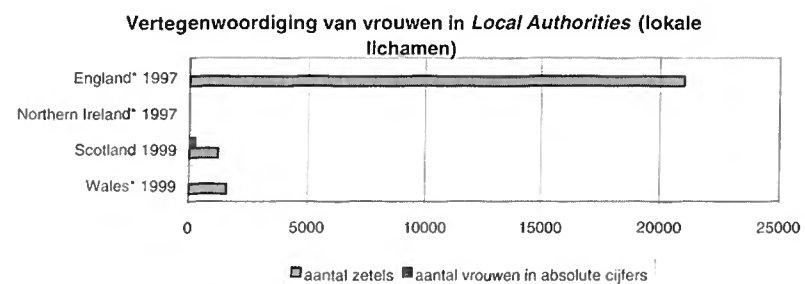 Vertegenwoordiging van vrouwen in Local Authorities (lokale
lichamen)
England* 1997
Northern Ireland* 1997
Scotland 1999
Wales* 1999
0 5000 10000 15000 20000 25000
aantal zetels aantal vrouwen in absolute cijfers